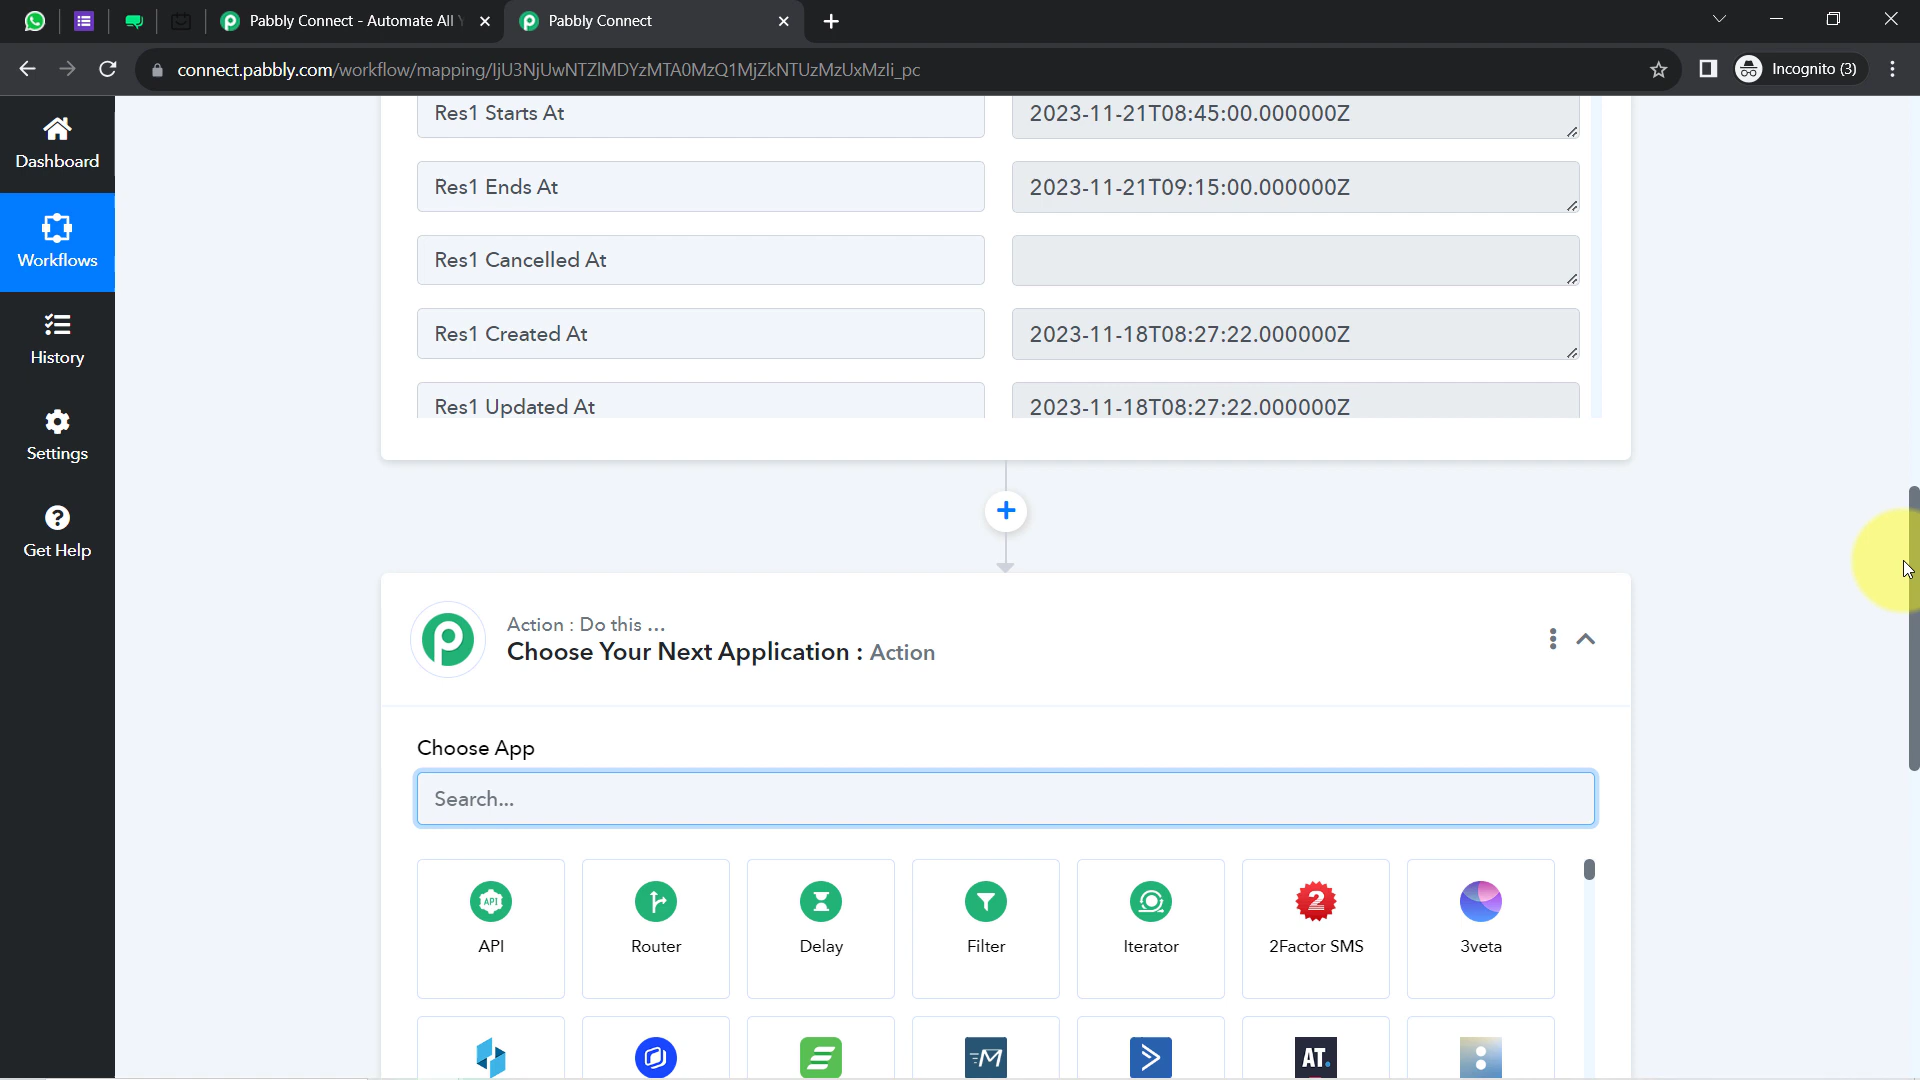 Pabbly Connect - Automate All
Pabbly Connect
connect.pabbly.com/workflow/mapping/IjU3NjUwNTZlMDYzMTA0MzQ1MjZkNTUzMzUxMzIi_pc
Incognito (3)
Dashboard
Workflows
History
Settings
Get Help
Res1 Starts At
2023-11-21T08:45:00.000000Z
Res1 Ends At
2023-11-21T09:15:00.000000Z
Res1 Cancelled At
Res1 Created At
2023-11-18T08:27:22.000000Z
Res1 Updated At
2023-11-18T08:27:22.000000Z
Action : Do this ...
Choose Your Next Application : Action
Choose App
Search...
API
Router
Delay
Filter
Iterator
2
2Factor SMS
3veta
API
AT.